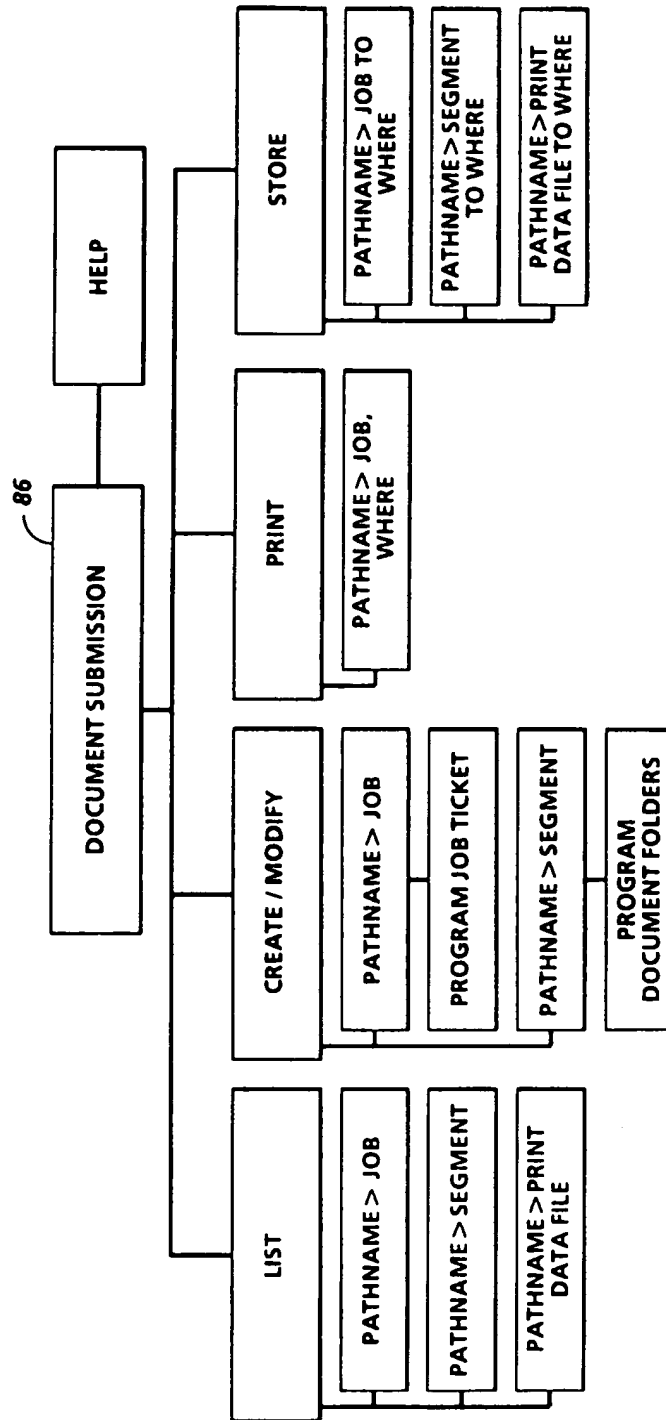 86
DOCUMENT SUBMISSION
HELP
LIST
PATHNAME > JOB
PATHNAME > SEGMENT
PATHNAME > PRINT
DATA FILE
CREATE / MODIFY
PATHNAME > JOB
PROGRAM JOB TICKET
PATHNAME > SEGMENT
PROGRAM
DOCUMENT FOLDERS
PRINT
PATHNAME > JOB,
WHERE
STORE
PATHNAME > JOB TO
WHERE
PATHNAME > SEGMENT
TO WHERE
PATHNAME > PRINT
DATA FILE TO WHERE